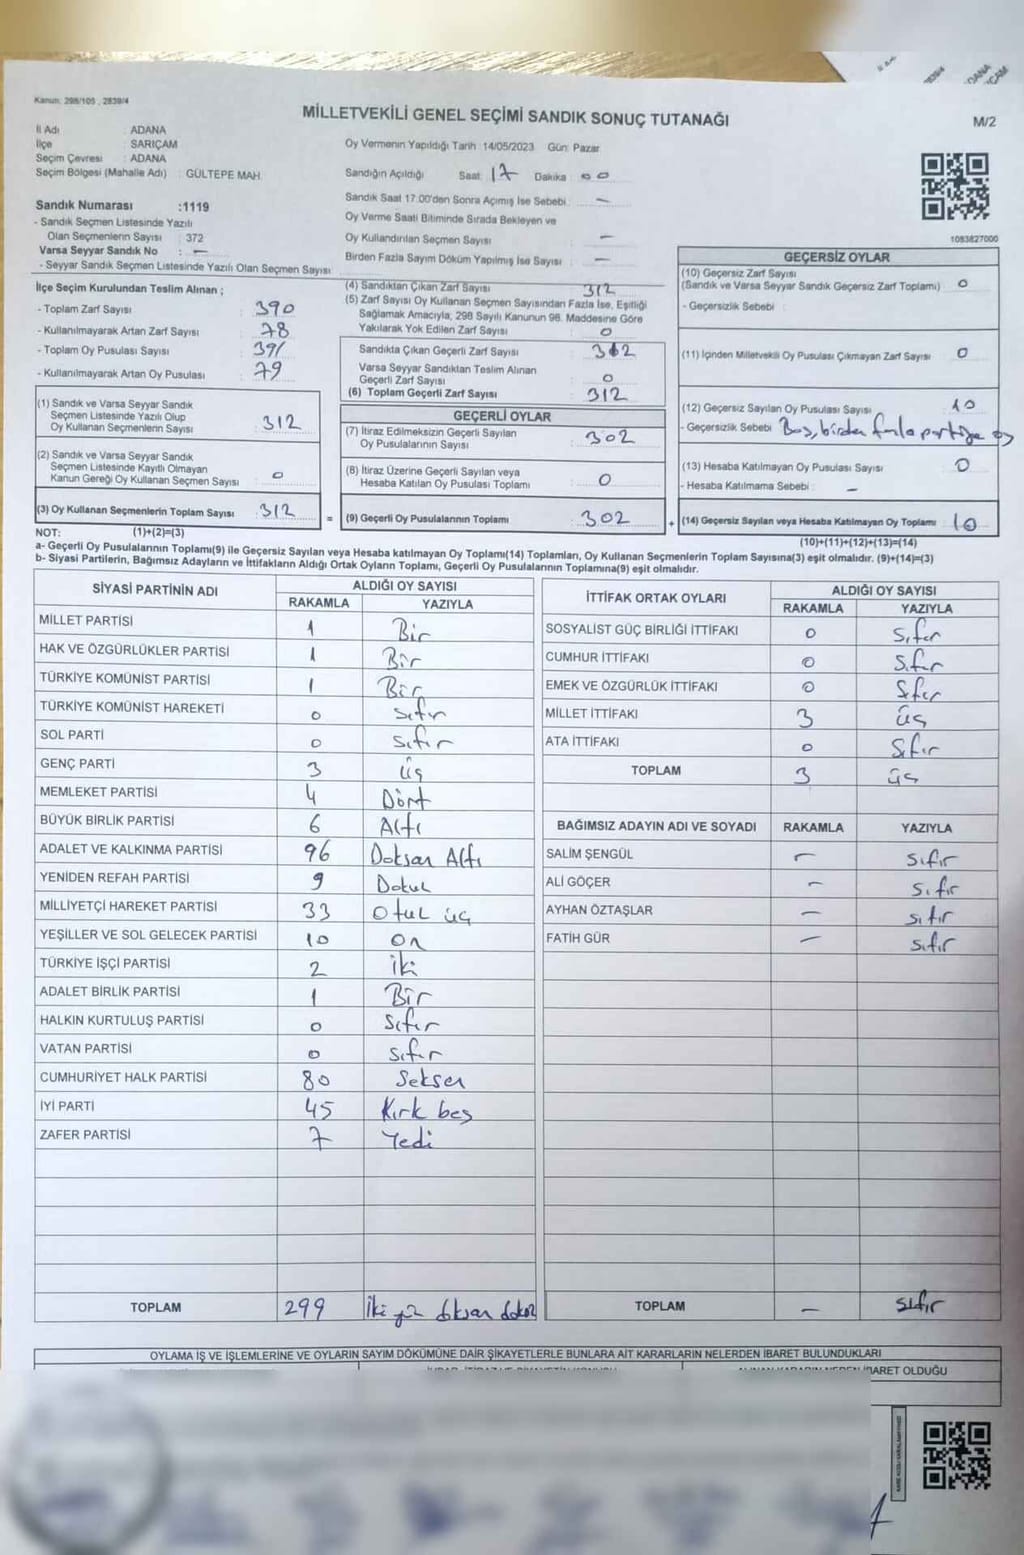 Kanun: 298/105 , 2839/4
MİLLETVEKİLİ GENEL SEÇİMİ SANDIK SONUÇ TUTANAĞI
M/2
İl Adı : ADANA
İlçe : SARIÇAM
Seçim Çevresi : ADANA
Seçim Bölgesi (Mahalle Adı) : GÜLTEPE MAH.
Sandık Numarası :1119
- Sandık Seçmen Listesinde Yazılı
Olan Seçmenlerin Sayısı : 372
Varsa Seyyar Sandık No : -
- Seyyar Sandık Seçmen Listesinde Yazılı Olan Seçmen Sayısı
Oy Vermenin Yapıldığı Tarih :14/05/2023 Gün: Pazar
Sandığın Açıldığı Saat: 17 Dakika : 00
Sandık Saat 17:00'den Sonra Açımış İse Sebebi : -
Oy Verme Saati Bitiminde Sırada Bekleyen ve
Oy Kullandırılan Seçmen Sayısı : -
Birden Fazla Sayım Döküm Yapılmış İse Sayısı : -
1083827000
İlçe Seçim Kurulundan Teslim Alınan ;
- Toplam Zarf Sayısı : 390
- Kullanılmayarak Artan Zarf Sayısı : 78
- Toplam Oy Pusulası Sayısı : 391
- Kullanılmayarak Artan Oy Pusulası : 79
(1) Sandık ve Varsa Seyyar Sandık
Seçmen Listesinde Yazılı Olup
Oy Kullanan Seçmenlerin Sayısı : 312
(2) Sandık ve Varsa Seyyar Sandık
Seçmen Listesinde Kayıtlı Olmayan
Kanun Gereği Oy Kullanan Seçmen Sayısı : 0
(3) Oy Kullanan Seçmenlerin Toplam Sayısı : 312
(4) Sandıktan Çıkan Zarf Sayısı : 312
(5) Zarf Sayısı Oy Kullanan Seçmen Sayısından Fazla İse, Eşitliği
Sağlamak Amacıyla, 298 Sayılı Kanunun 98. Maddesine Göre
Yakılarak Yok Edilen Zarf Sayısı : 0
Sandıkta Çıkan Geçerli Zarf Sayısı : 312
Varsa Seyyar Sandıktan Teslim Alınan
Geçerli Zarf Sayısı : 0
(6) Toplam Geçerli Zarf Sayısı : 312
GEÇERLİ OYLAR
(7) İtiraz Edilmeksizin Geçerli Sayılan
Oy Pusulalarının Sayısı : 302
(8) İtiraz Üzerine Geçerli Sayılan veya
Hesaba Katılan Oy Pusulası Toplamı : 0
= (9) Geçerli Oy Pusulalarının Toplamı : 302
GEÇERSİZ OYLAR
(10) Geçersiz Zarf Sayısı
(Sandık ve Varsa Seyyar Sandık Geçersiz Zarf Toplamı) : 0
- Geçersizlik Sebebi :
(11) İçinden Milletvekili Oy Pusulası Çıkmayan Zarf Sayısı : 0
(12) Geçersiz Sayılan Oy Pusulası Sayısı : 10
- Geçersizlik Sebebi : Boş, birden fazla partiye oy
(13) Hesaba Katılmayan Oy Pusulası Sayısı : 0
- Hesaba Katılmama Sebebi : -
+ (14) Geçersiz Sayılan veya Hesaba Katılmayan Oy Toplamı : 10
NOT: (1)+(2)=(3)
(10)+(11)+(12)+(13)=(14)
a- Geçerli Oy Pusulalarının Toplamı(9) ile Geçersiz Sayılan veya Hesaba katılmayan Oy Toplamı(14) Toplamları, Oy Kullanan Seçmenlerin Toplam Sayısına(3) eşit olmalıdır. (9)+(14)=(3)
b- Siyasi Partilerin, Bağımsız Adayların ve İttifakların Aldığı Ortak Oyların Toplamı, Geçerli Oy Pusulalarının Toplamına(9) eşit olmalıdır.
SİYASİ PARTİNİN ADI ALDIĞI OY SAYISI
RAKAMLA YAZIYLA
MİLLET PARTİSİ 1 Bir
HAK VE ÖZGÜRLÜKLER PARTİSİ 1 Bir
TÜRKİYE KOMÜNİST PARTİSİ 1 Bir
TÜRKİYE KOMÜNİST HAREKETİ 0 sıfır
SOL PARTİ 0 sıfır
GENÇ PARTİ 3 üç
MEMLEKET PARTİSİ 4 Dört
BÜYÜK BİRLİK PARTİSİ 6 Altı
ADALET VE KALKINMA PARTİSİ 96 Doksan Altı
YENİDEN REFAH PARTİSİ 9 Dokuz
MİLLİYETÇİ HAREKET PARTİSİ 33 Otuz üç
YEŞİLLER VE SOL GELECEK PARTİSİ 10 on
TÜRKİYE İŞÇİ PARTİSİ 2 iki
ADALET BİRLİK PARTİSİ 1 Bir
HALKIN KURTULUŞ PARTİSİ 0 Sıfır
VATAN PARTİSİ 0 sıfır
CUMHURİYET HALK PARTİSİ 80 Seksen
İYİ PARTİ 45 Kırk beş
ZAFER PARTİSİ 7 Yedi
TOPLAM 299 İki yüz doksan dokuz
İTTİFAK ORTAK OYLARI ALDIĞI OY SAYISI
RAKAMLA YAZIYLA
SOSYALİST GÜÇ BİRLİĞİ İTTİFAKI 0 sıfır
CUMHUR İTTİFAKI 0 sıfır
EMEK VE ÖZGÜRLÜK İTTİFAKI 0 sıfır
MİLLET İTTİFAKI 3 üç
ATA İTTİFAKI 0 sıfır
TOPLAM 3 üç
BAĞIMSIZ ADAYIN ADI VE SOYADI RAKAMLA YAZIYLA
SALİM ŞENGÜL - sıfır
ALİ GÖÇER - sıfır
AYHAN ÖZTAŞLAR - sıfır
FATİH GÜR - sıfır
TOPLAM - sıfır
OYLAMA İŞ VE İŞLEMLERİNE VE OYLARIN SAYIM DÖKÜMÜNE DAİR ŞİKAYETLERLE BUNLARA AİT KARARLARIN NELERDEN İBARET BULUNDUKLARI
İBARET OLDUĞU